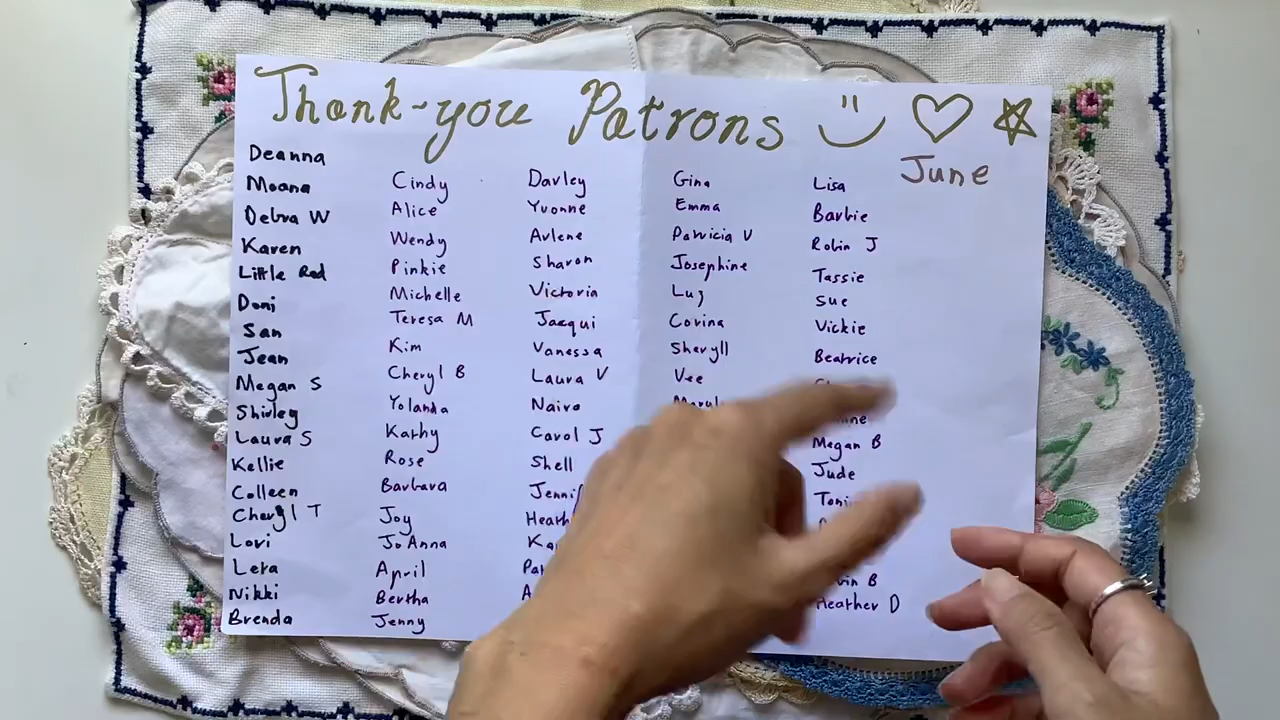 Thank-you Patrons
June
Deanna
Moana
Debra W
Karen
Little Red
Doni
San
Jean
Megan S
Shirley
Laura S
Kellie
Colleen
Cheryl T
Lori
Lera
Nikki
Brenda
Cindy
Alice
Wendy
Pinkie
Michelle
Teresa M
Kim
Cheryl B
Yolanda
Kathy
Rose
Barbara
Joy
JoAnna
April
Bertha
Jenny
Darley
Yvonne
Arlene
Sharon
Victoria
Jacqui
Vanessa
Laura V
Naira
Carol J
Shell
Gina
Emma
Patricia V
Josephine
Luz
Corina
Sheryll
Vee
Lisa
Barbie
Robin J
Tassie
Sue
Vickie
Beatrice
Megan B
Jude
Heather D